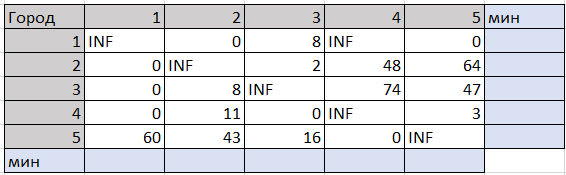 Город 1 2 3 4 5 мин
1 INF 0 8 INF 0
2 0 INF 2 48 64
3 0 8 INF 74 47
4 0 11 0 INF 3
5 60 43 16 0 INF
мин